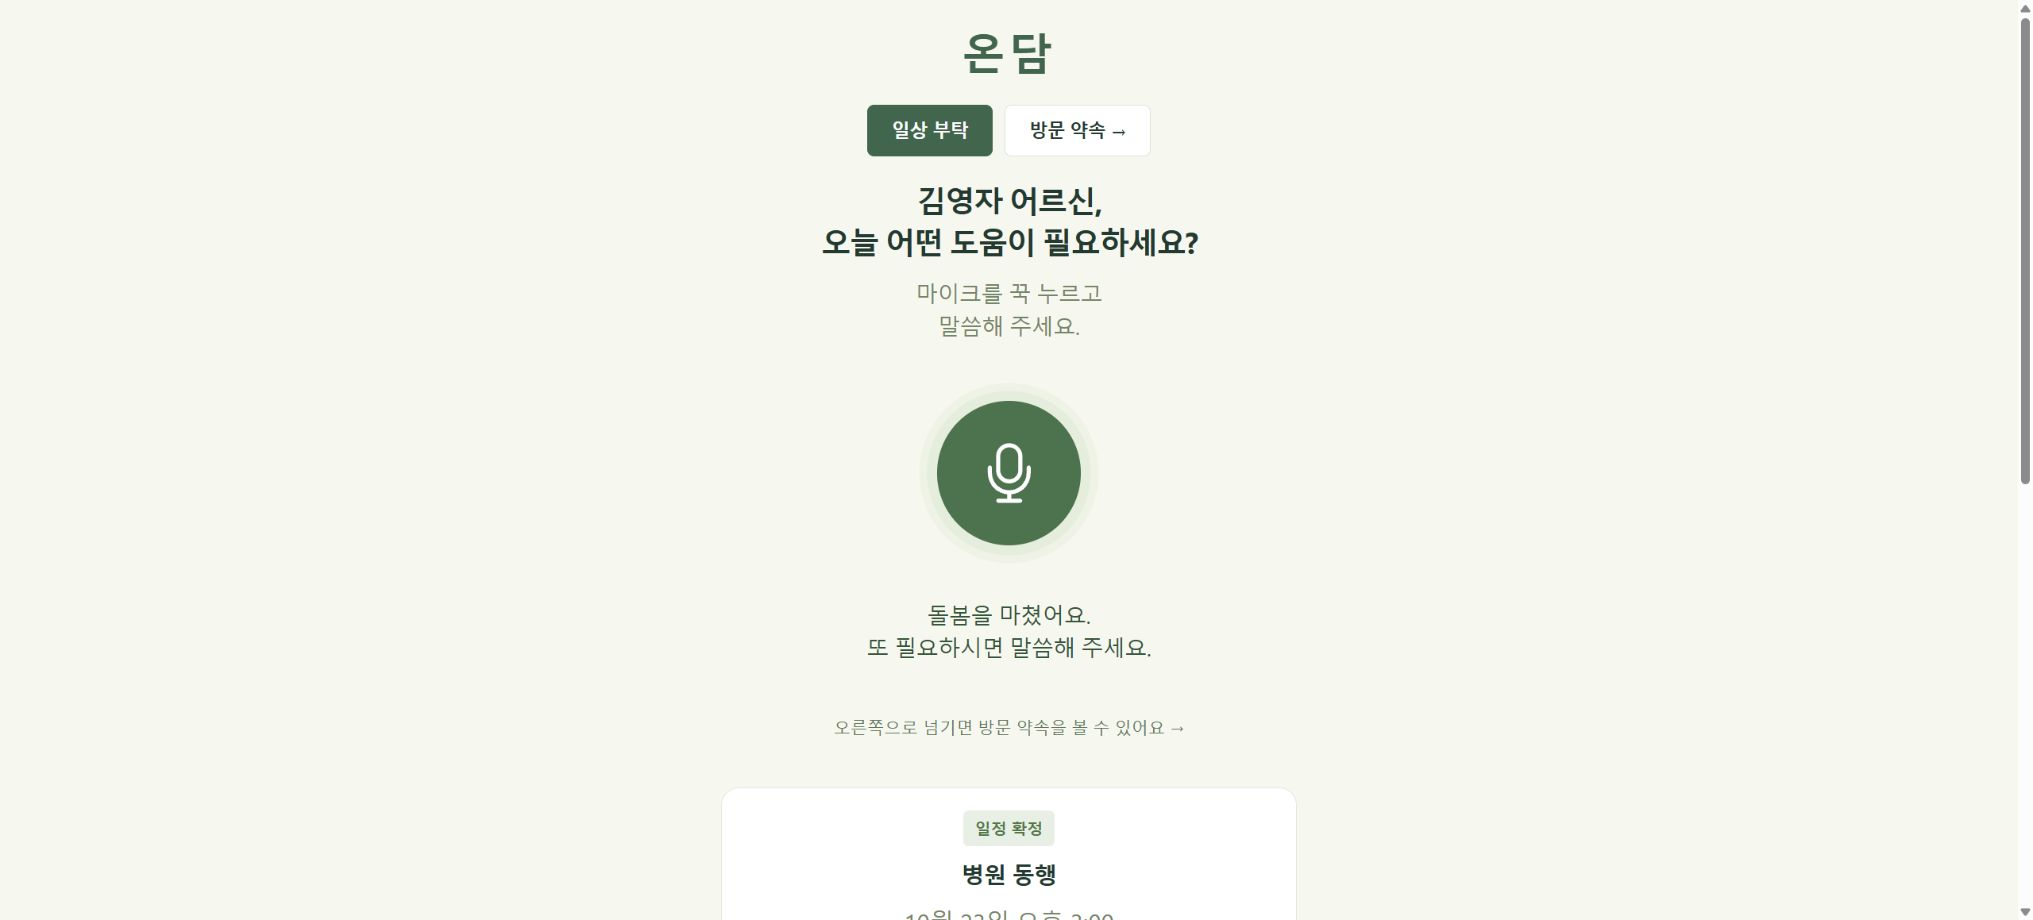 온담
일상 부탁
방문 약속 →
김영자 어르신,
오늘 어떤 도움이 필요하세요?
마이크를 꾹 누르고
말씀해 주세요.
돌봄을 마쳤어요.
또 필요하시면 말씀해 주세요.
오른쪽으로 넘기면 방문 약속을 볼 수 있어요 →
일정 확정
병원 동행